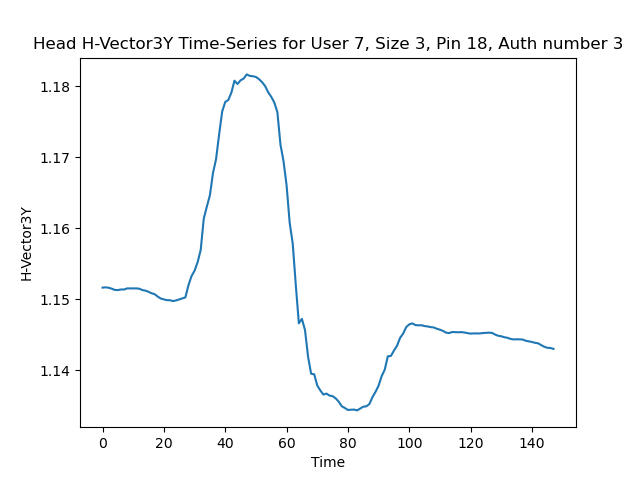 Head H-Vector3Y Time-Series for User 7, Size 3, Pin 18, Auth number 3
1.18
1.17
1.16
1.15
1.14
H-Vector3Y
0 20 40 60 80 100 120 140
Time